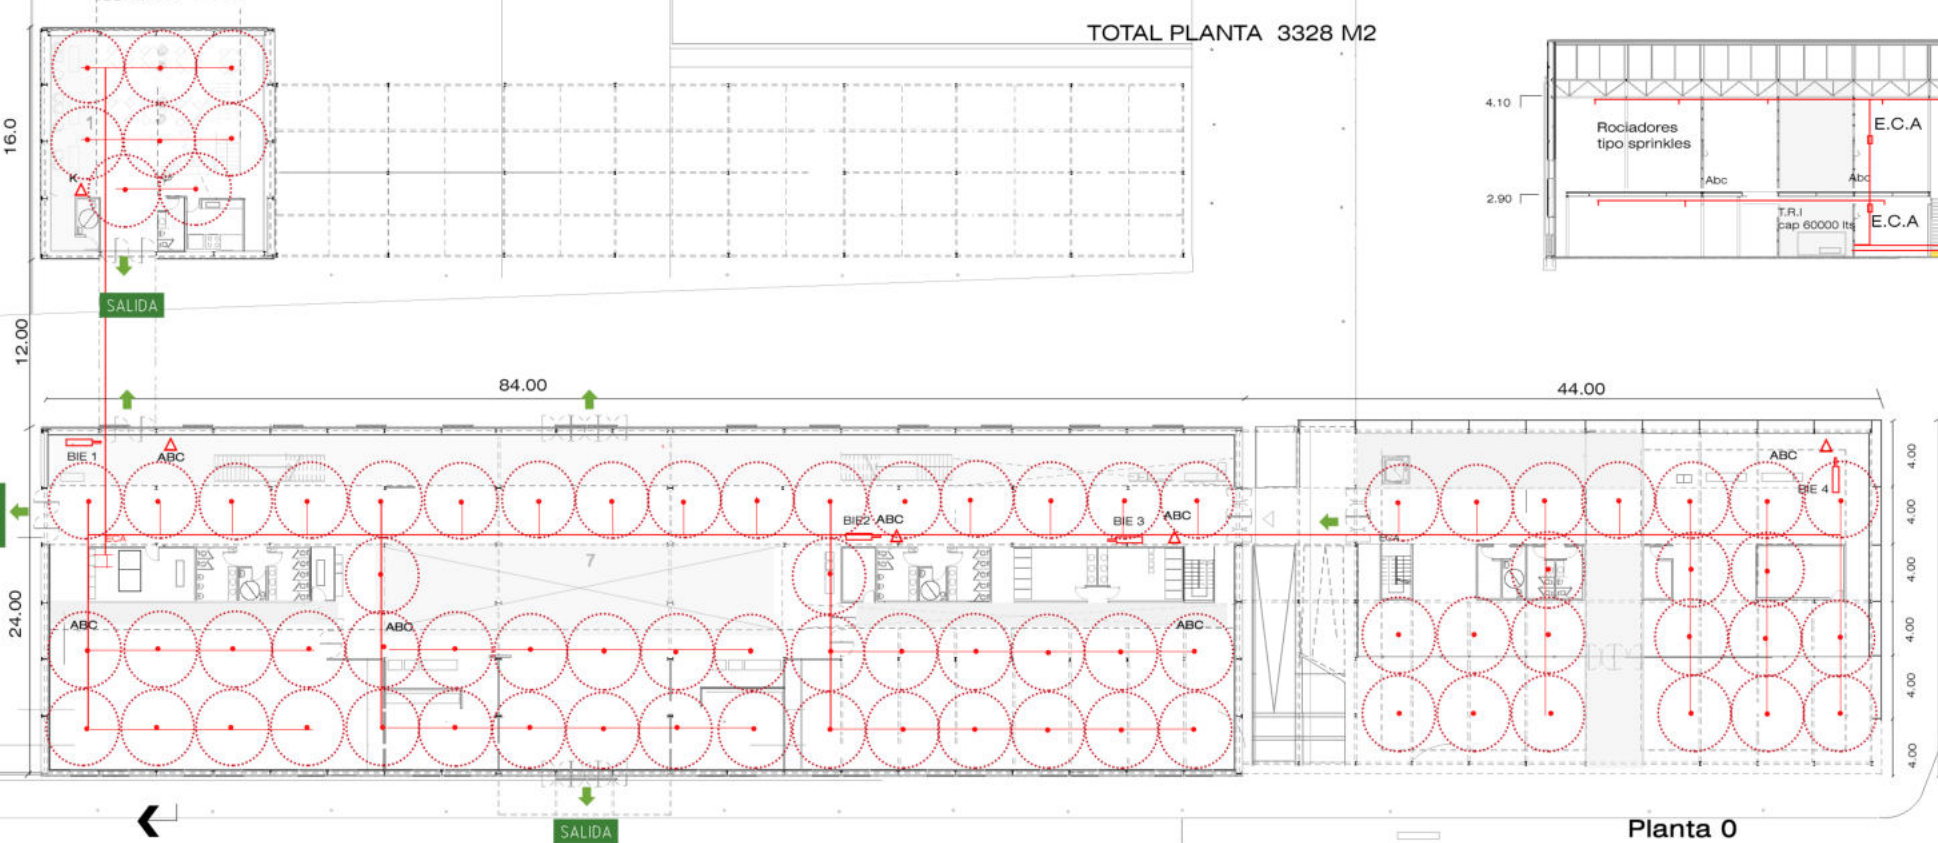 TOTAL PLANTA 3328 M2
16.0
K
SALIDA
12.00
4.10
Rociadores
tipo sprinkles
E.C.A
Abc
Abc
2.90
T.R.I
cap 60000 lts
E.C.A
84.00
44.00
BIE 1
ABC
ECA
BIE2
ABC
BIE 3
ABC
7
24.00
ABC
ABC
ABC
ABC
BIE 4
ECA
4.00
4.00
4.00
4.00
4.00
4.00
SALIDA
Planta 0